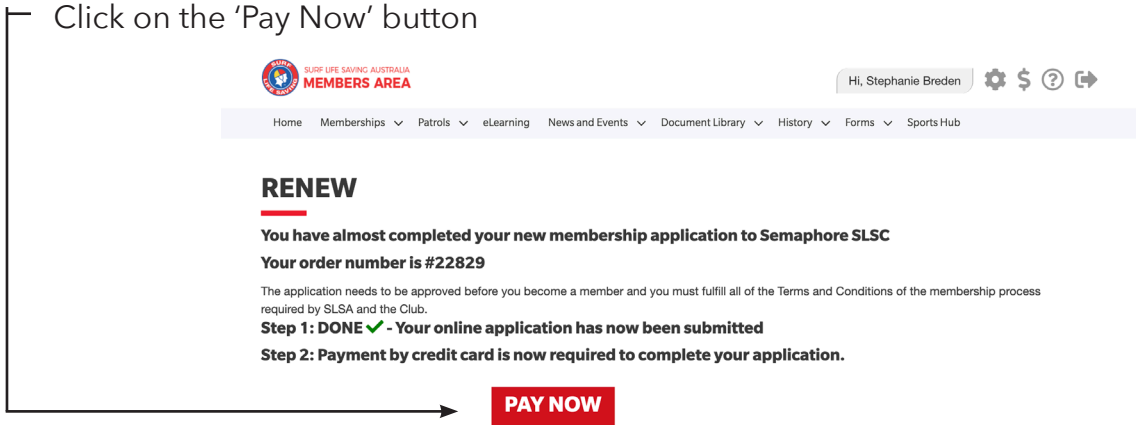 Click on the ‘Pay Now’ button
SURF LIFE SAVING
SURF LIFE SAVING AUSTRALIA
MEMBERS AREA
Hi, Stephanie Breden
Home Memberships Patrols eLearning News and Events Document Library History Forms Sports Hub
RENEW
You have almost completed your new membership application to Semaphore SLSC
Your order number is #22829
The application needs to be approved before you become a member and you must fulfill all of the Terms and Conditions of the membership process
required by SLSA and the Club.
Step 1: DONE ✓ - Your online application has now been submitted
Step 2: Payment by credit card is now required to complete your application.
PAY NOW